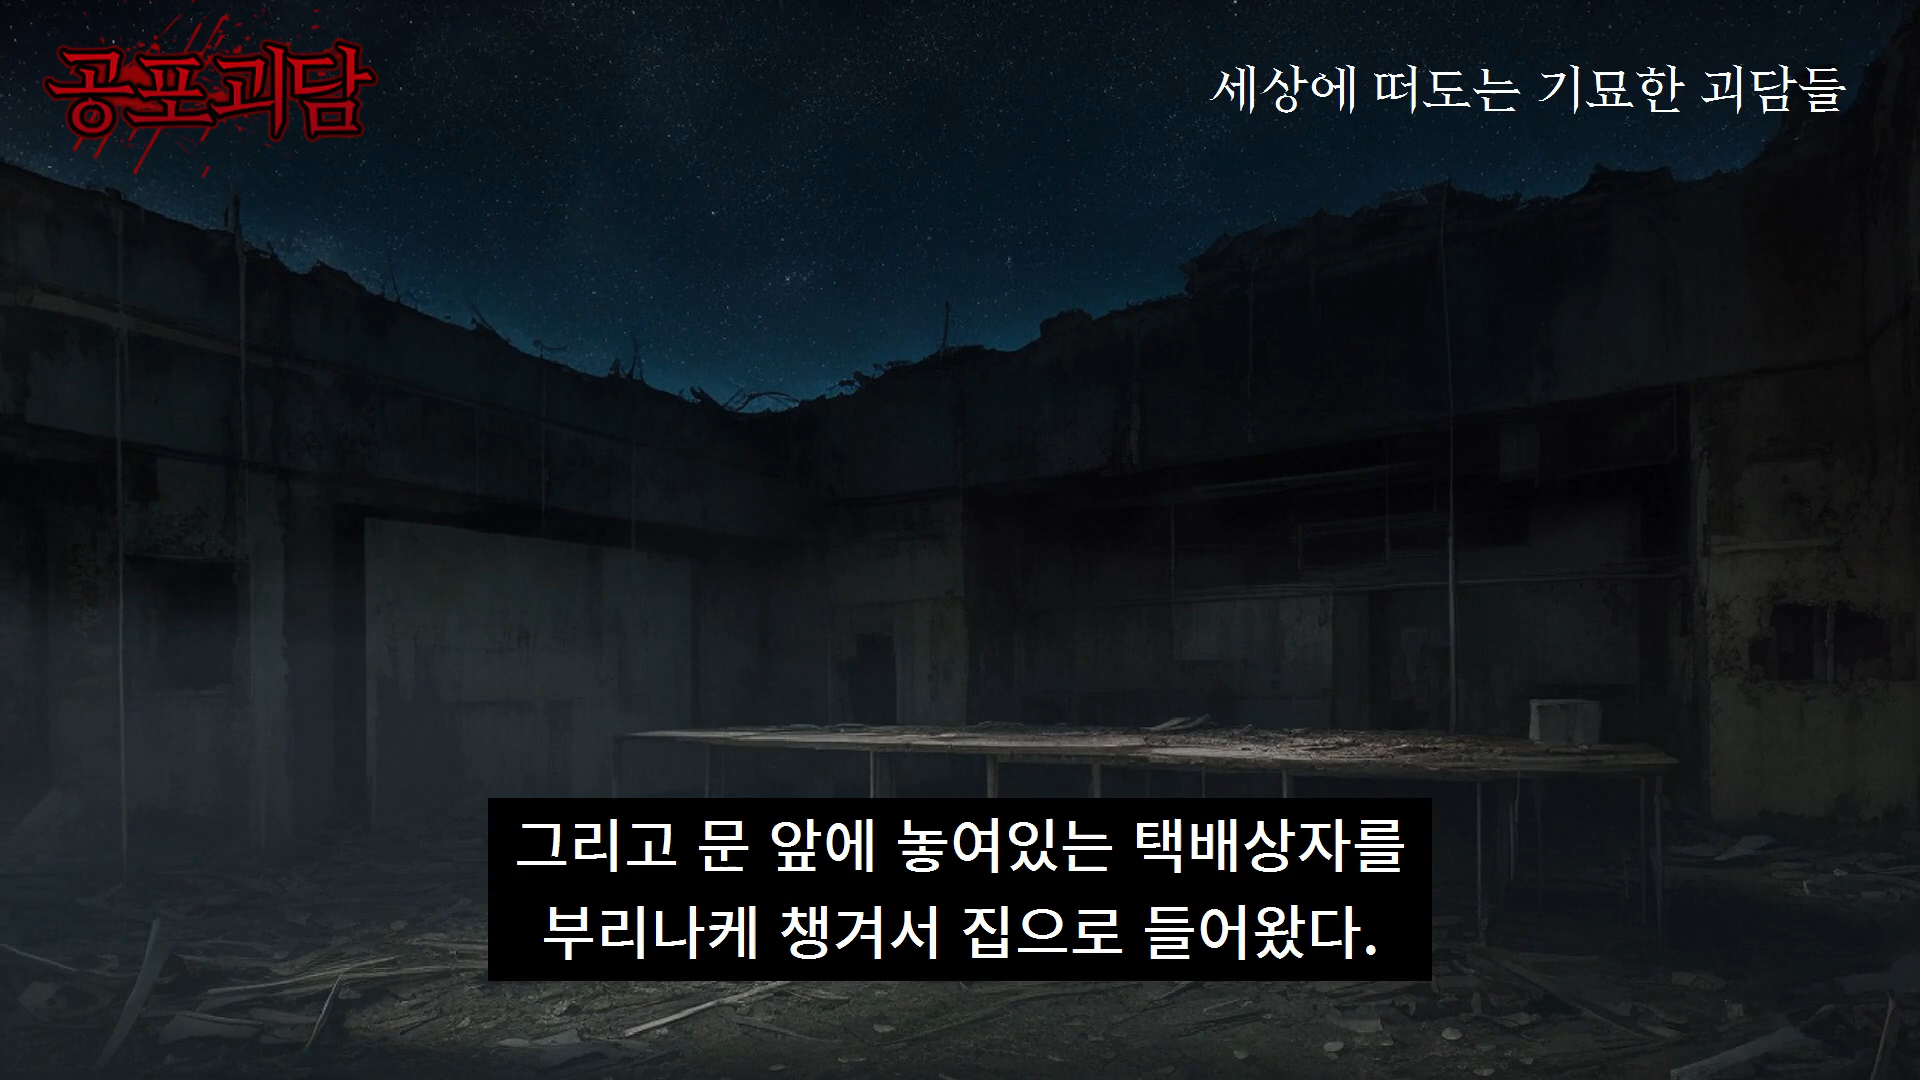 공포괴담
세상에 떠도는 기묘한 괴담들
그리고 문 앞에 놓여있는 택배상자를
부리나케 챙겨서 집으로 들어왔다.